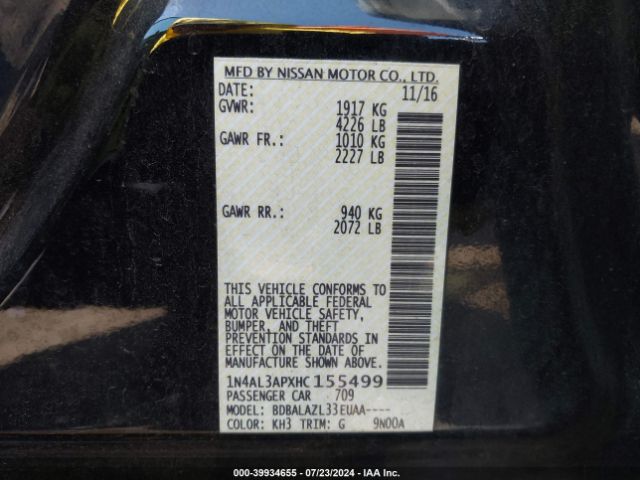 MFD BY NISSAN MOTOR CO., LTD.
DATE: 11/16
GVWR: 1917 KG
4226 LB
GAWR FR.: 1010 KG
2227 LB
GAWR RR.: 940 KG
2072 LB
THIS VEHICLE CONFORMS TO
ALL APPLICABLE FEDERAL
MOTOR VEHICLE SAFETY,
BUMPER, AND THEFT
PREVENTION STANDARDS IN
EFFECT ON THE DATE OF
MANUFACTURE SHOWN ABOVE.
1N4AL3APXHC155499
PASSENGER CAR 709
MODEL: BDBALAZL33EUAA----
COLOR: KH3 TRIM: G 9N00A
000-39934655 - 07/23/2024 - IAA Inc.